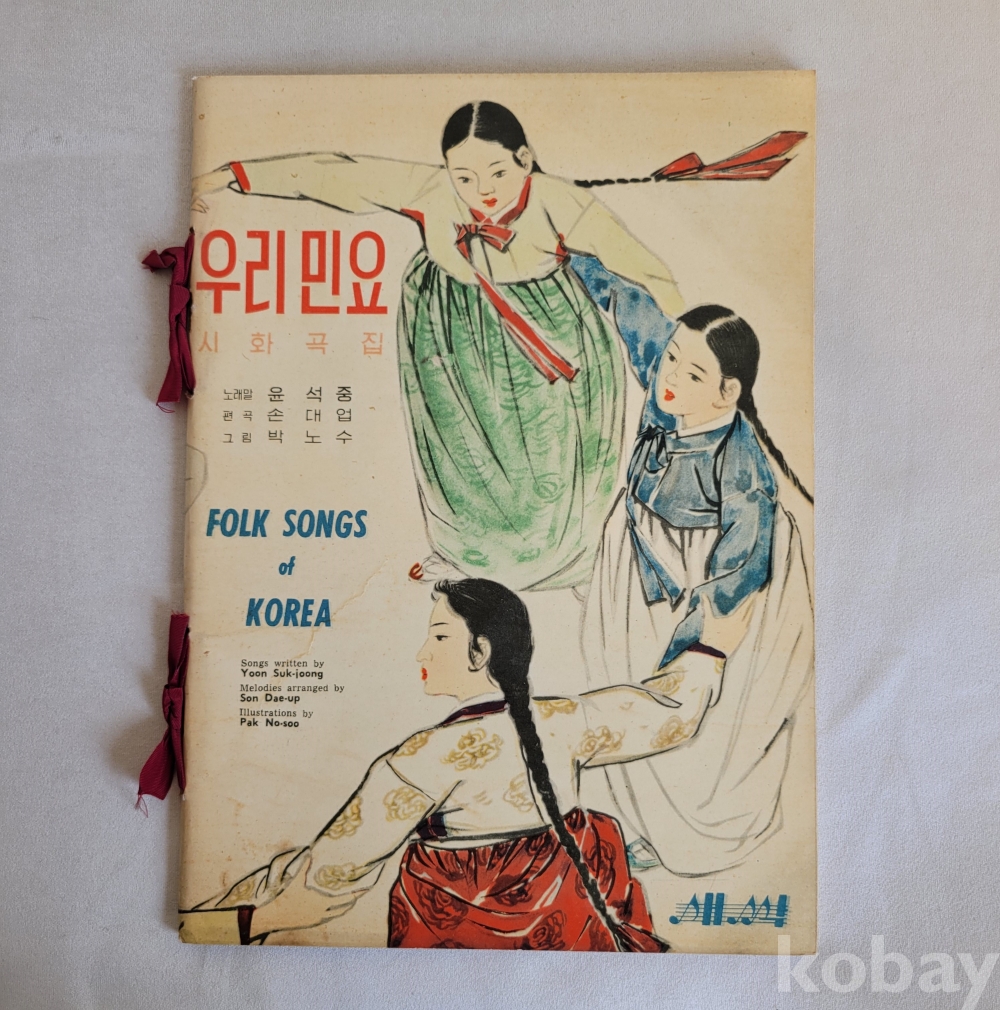 우리민요
시화곡집
노래말 윤석중
편곡 손대업
그림 박노수
FOLK SONGS
of
KOREA
Songs written by
Yoon Suk-joong
Melodies arranged by
Son Dae-up
Illustrations by
Pak No-soo
새싹
kobay